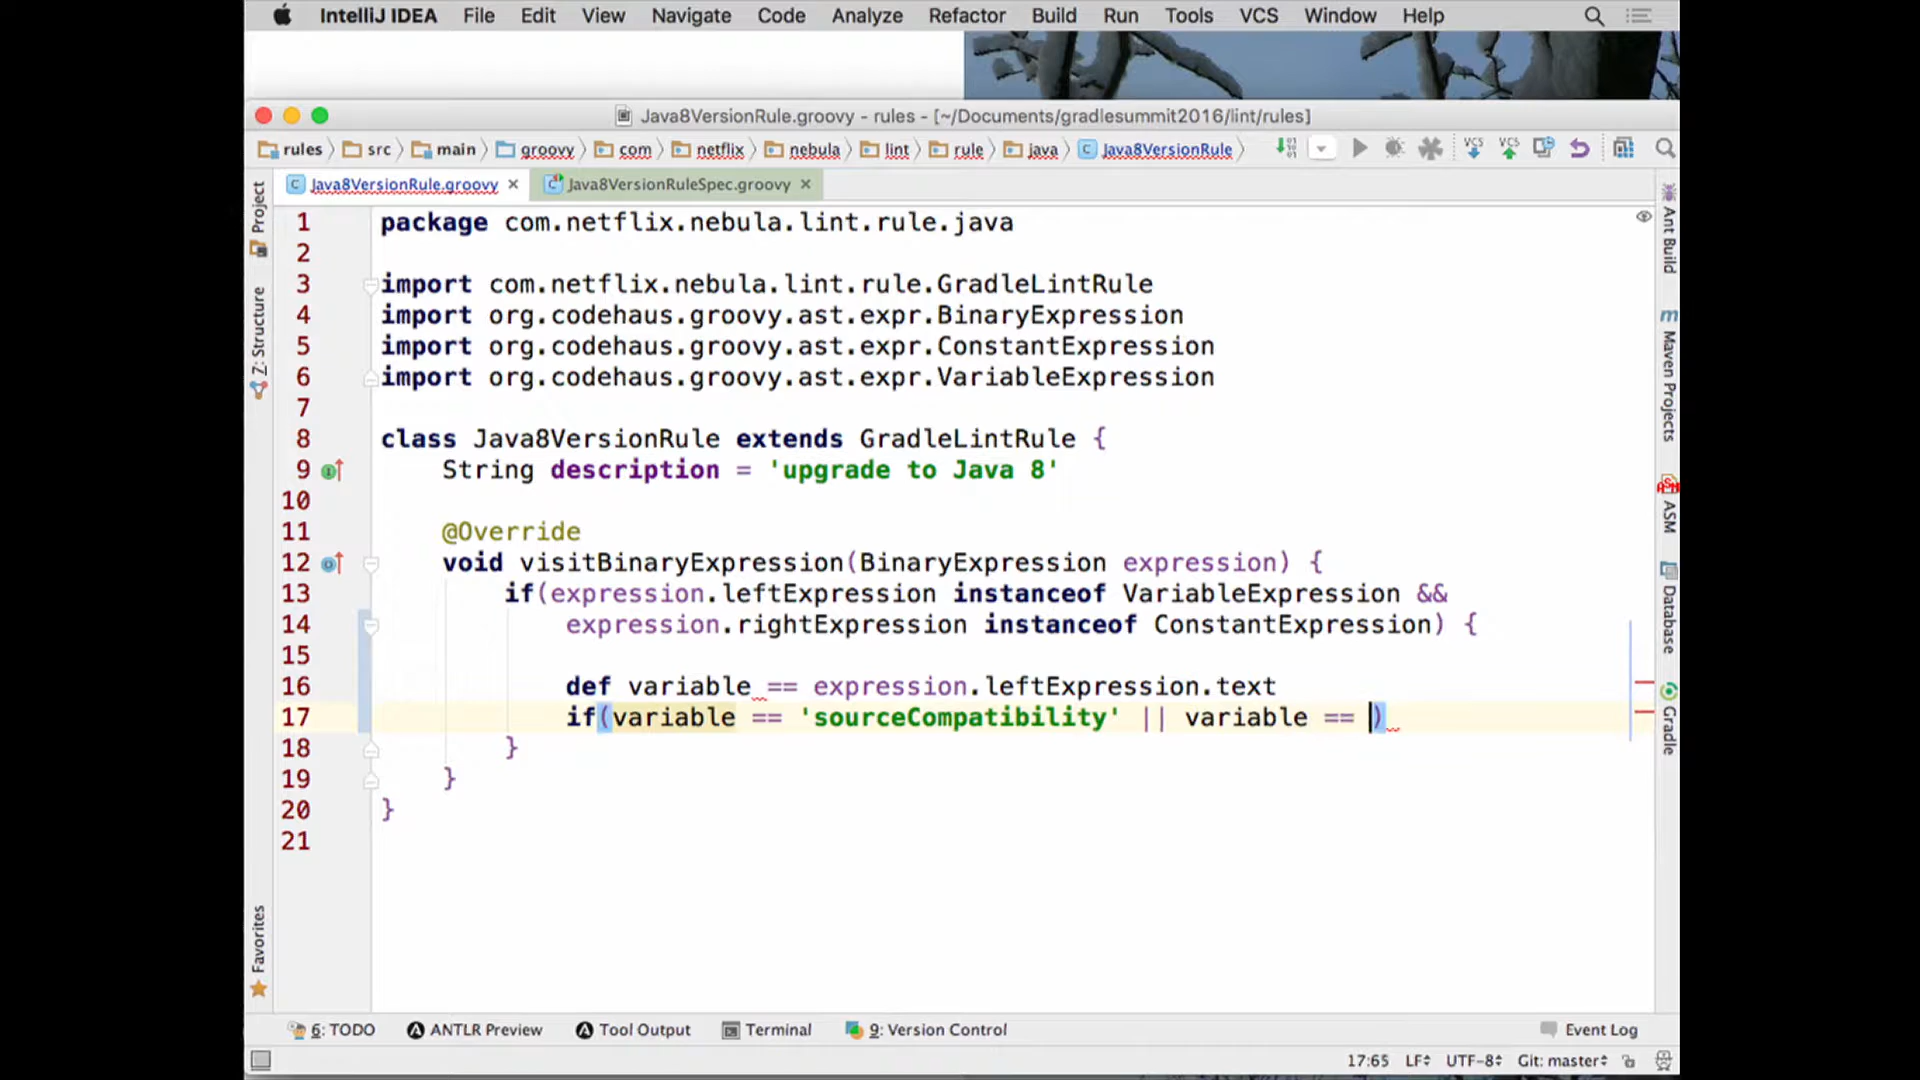 IntelliJ IDEA File Edit View Navigate Code Analyze Refactor Build Run Tools VCS Window Help
Java8VersionRule.groovy - rules - [~/Documents/gradlesummit2016/lint/rules]
rules src main groovy com netflix nebula lint rule java Java8VersionRule VCS VCS
Java8VersionRule.groovy Java8VersionRuleSpec.groovy
1 package com.netflix.nebula.lint.rule.java
2
3 import com.netflix.nebula.lint.rule.GradleLintRule
4 import org.codehaus.groovy.ast.expr.BinaryExpression
5 import org.codehaus.groovy.ast.expr.ConstantExpression
6 import org.codehaus.groovy.ast.expr.VariableExpression
7
8 class Java8VersionRule extends GradleLintRule {
9 String description = 'upgrade to Java 8'
10
11 @Override
12 void visitBinaryExpression(BinaryExpression expression) {
13 if(expression.leftExpression instanceof VariableExpression &&
14 expression.rightExpression instanceof ConstantExpression) {
15
16 def variable == expression.leftExpression.text
17 if(variable == 'sourceCompatibility' || variable == )
18 }
19 }
20 }
21
Project
Z: Structure
Favorites
Ant Build
Maven Projects
ASM
Database
Gradle
6: TODO ANTLR Preview Tool Output Terminal 9: Version Control Event Log
17:65 LF UTF-8 Git: master